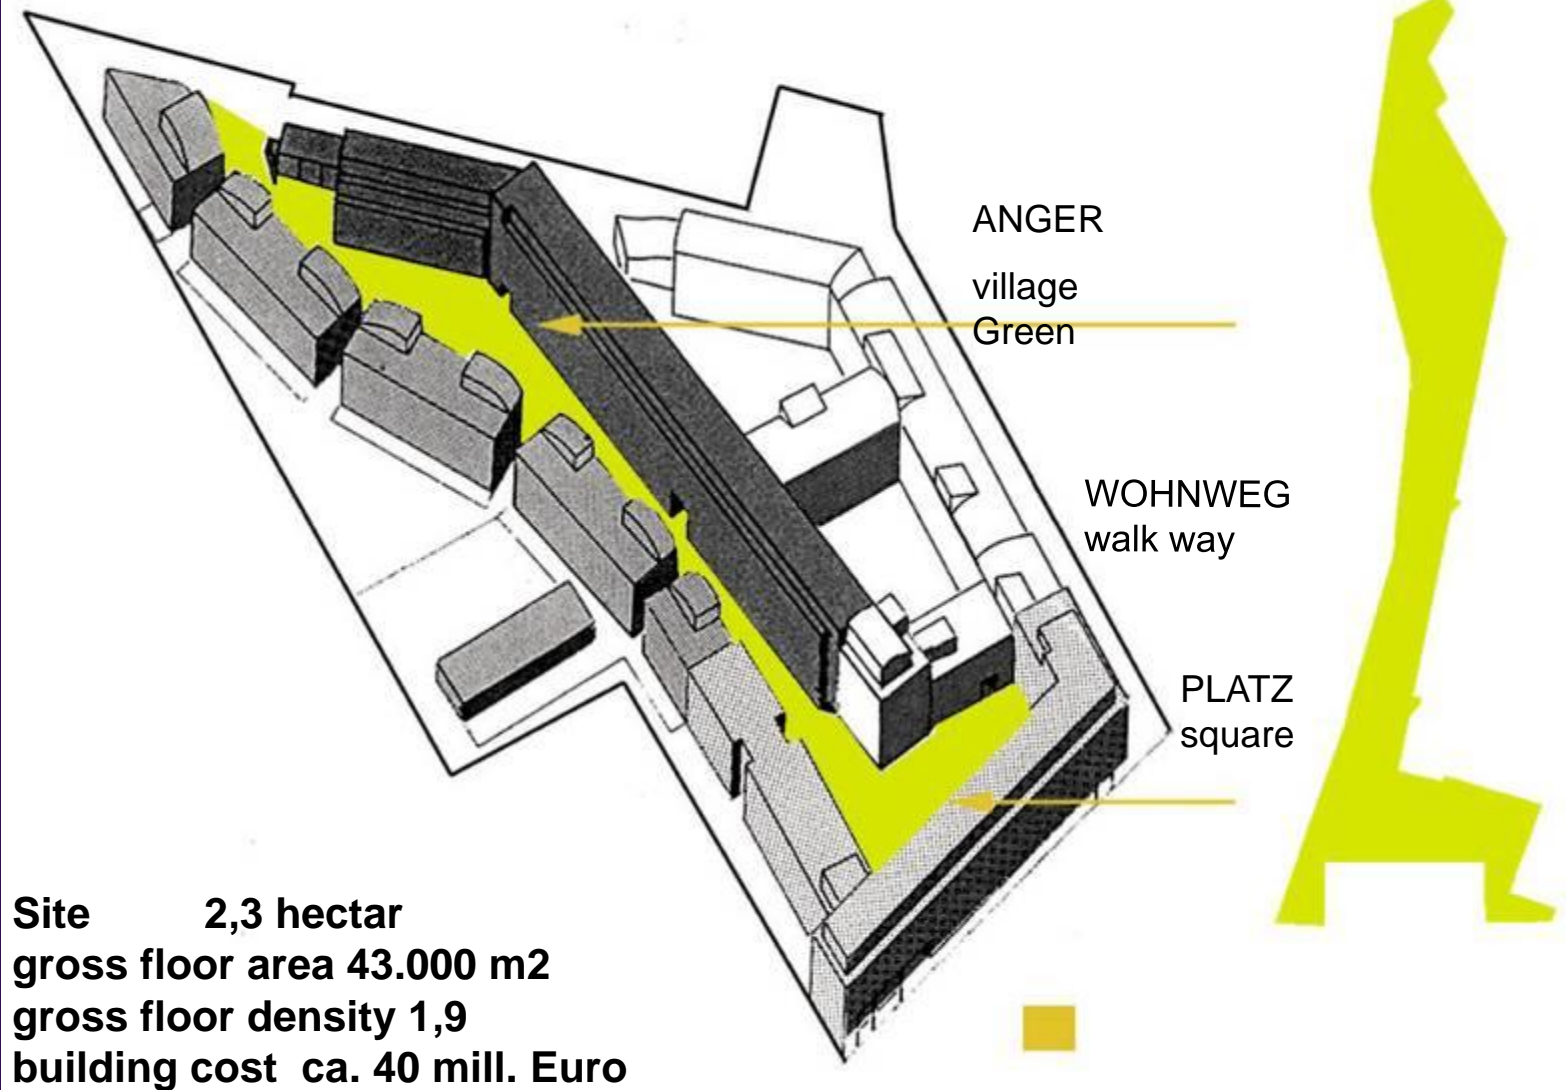 ANGER
village
Green
WOHNWEG
walk way
PLATZ
square
Site 2,3 hectar
gross floor area 43.000 m2
gross floor density 1,9
building cost ca. 40 mill. Euro